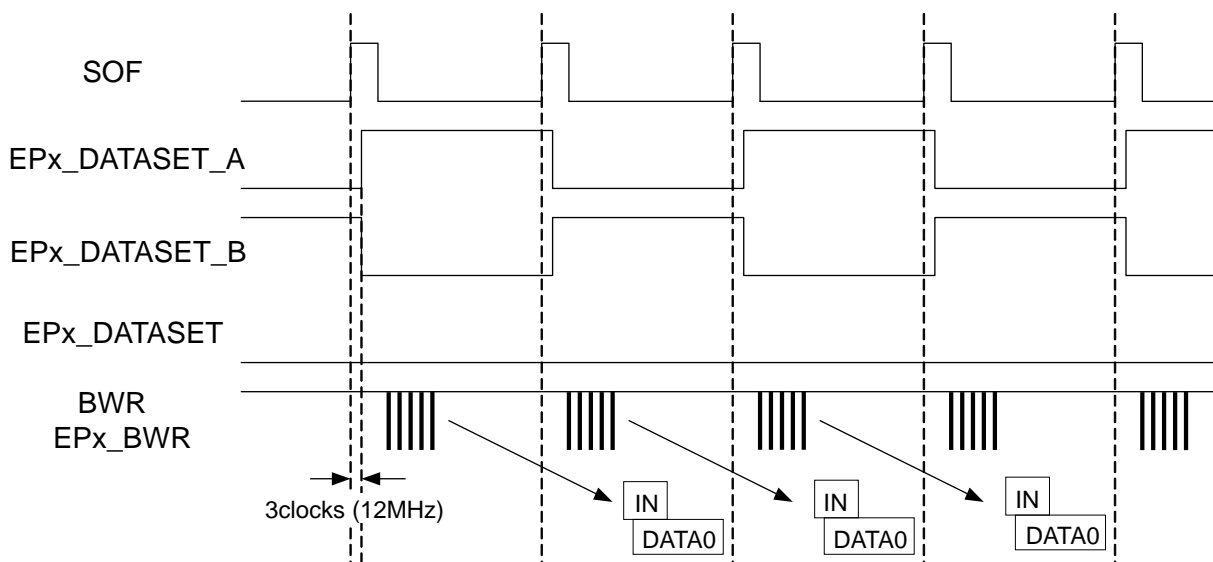 SOF
EPx_DATASET_A
EPx_DATASET_B
EPx_DATASET
BWR
EPx_BWR
3clocks (12MHz)
IN
DATA0
IN
DATA0
IN
DATA0